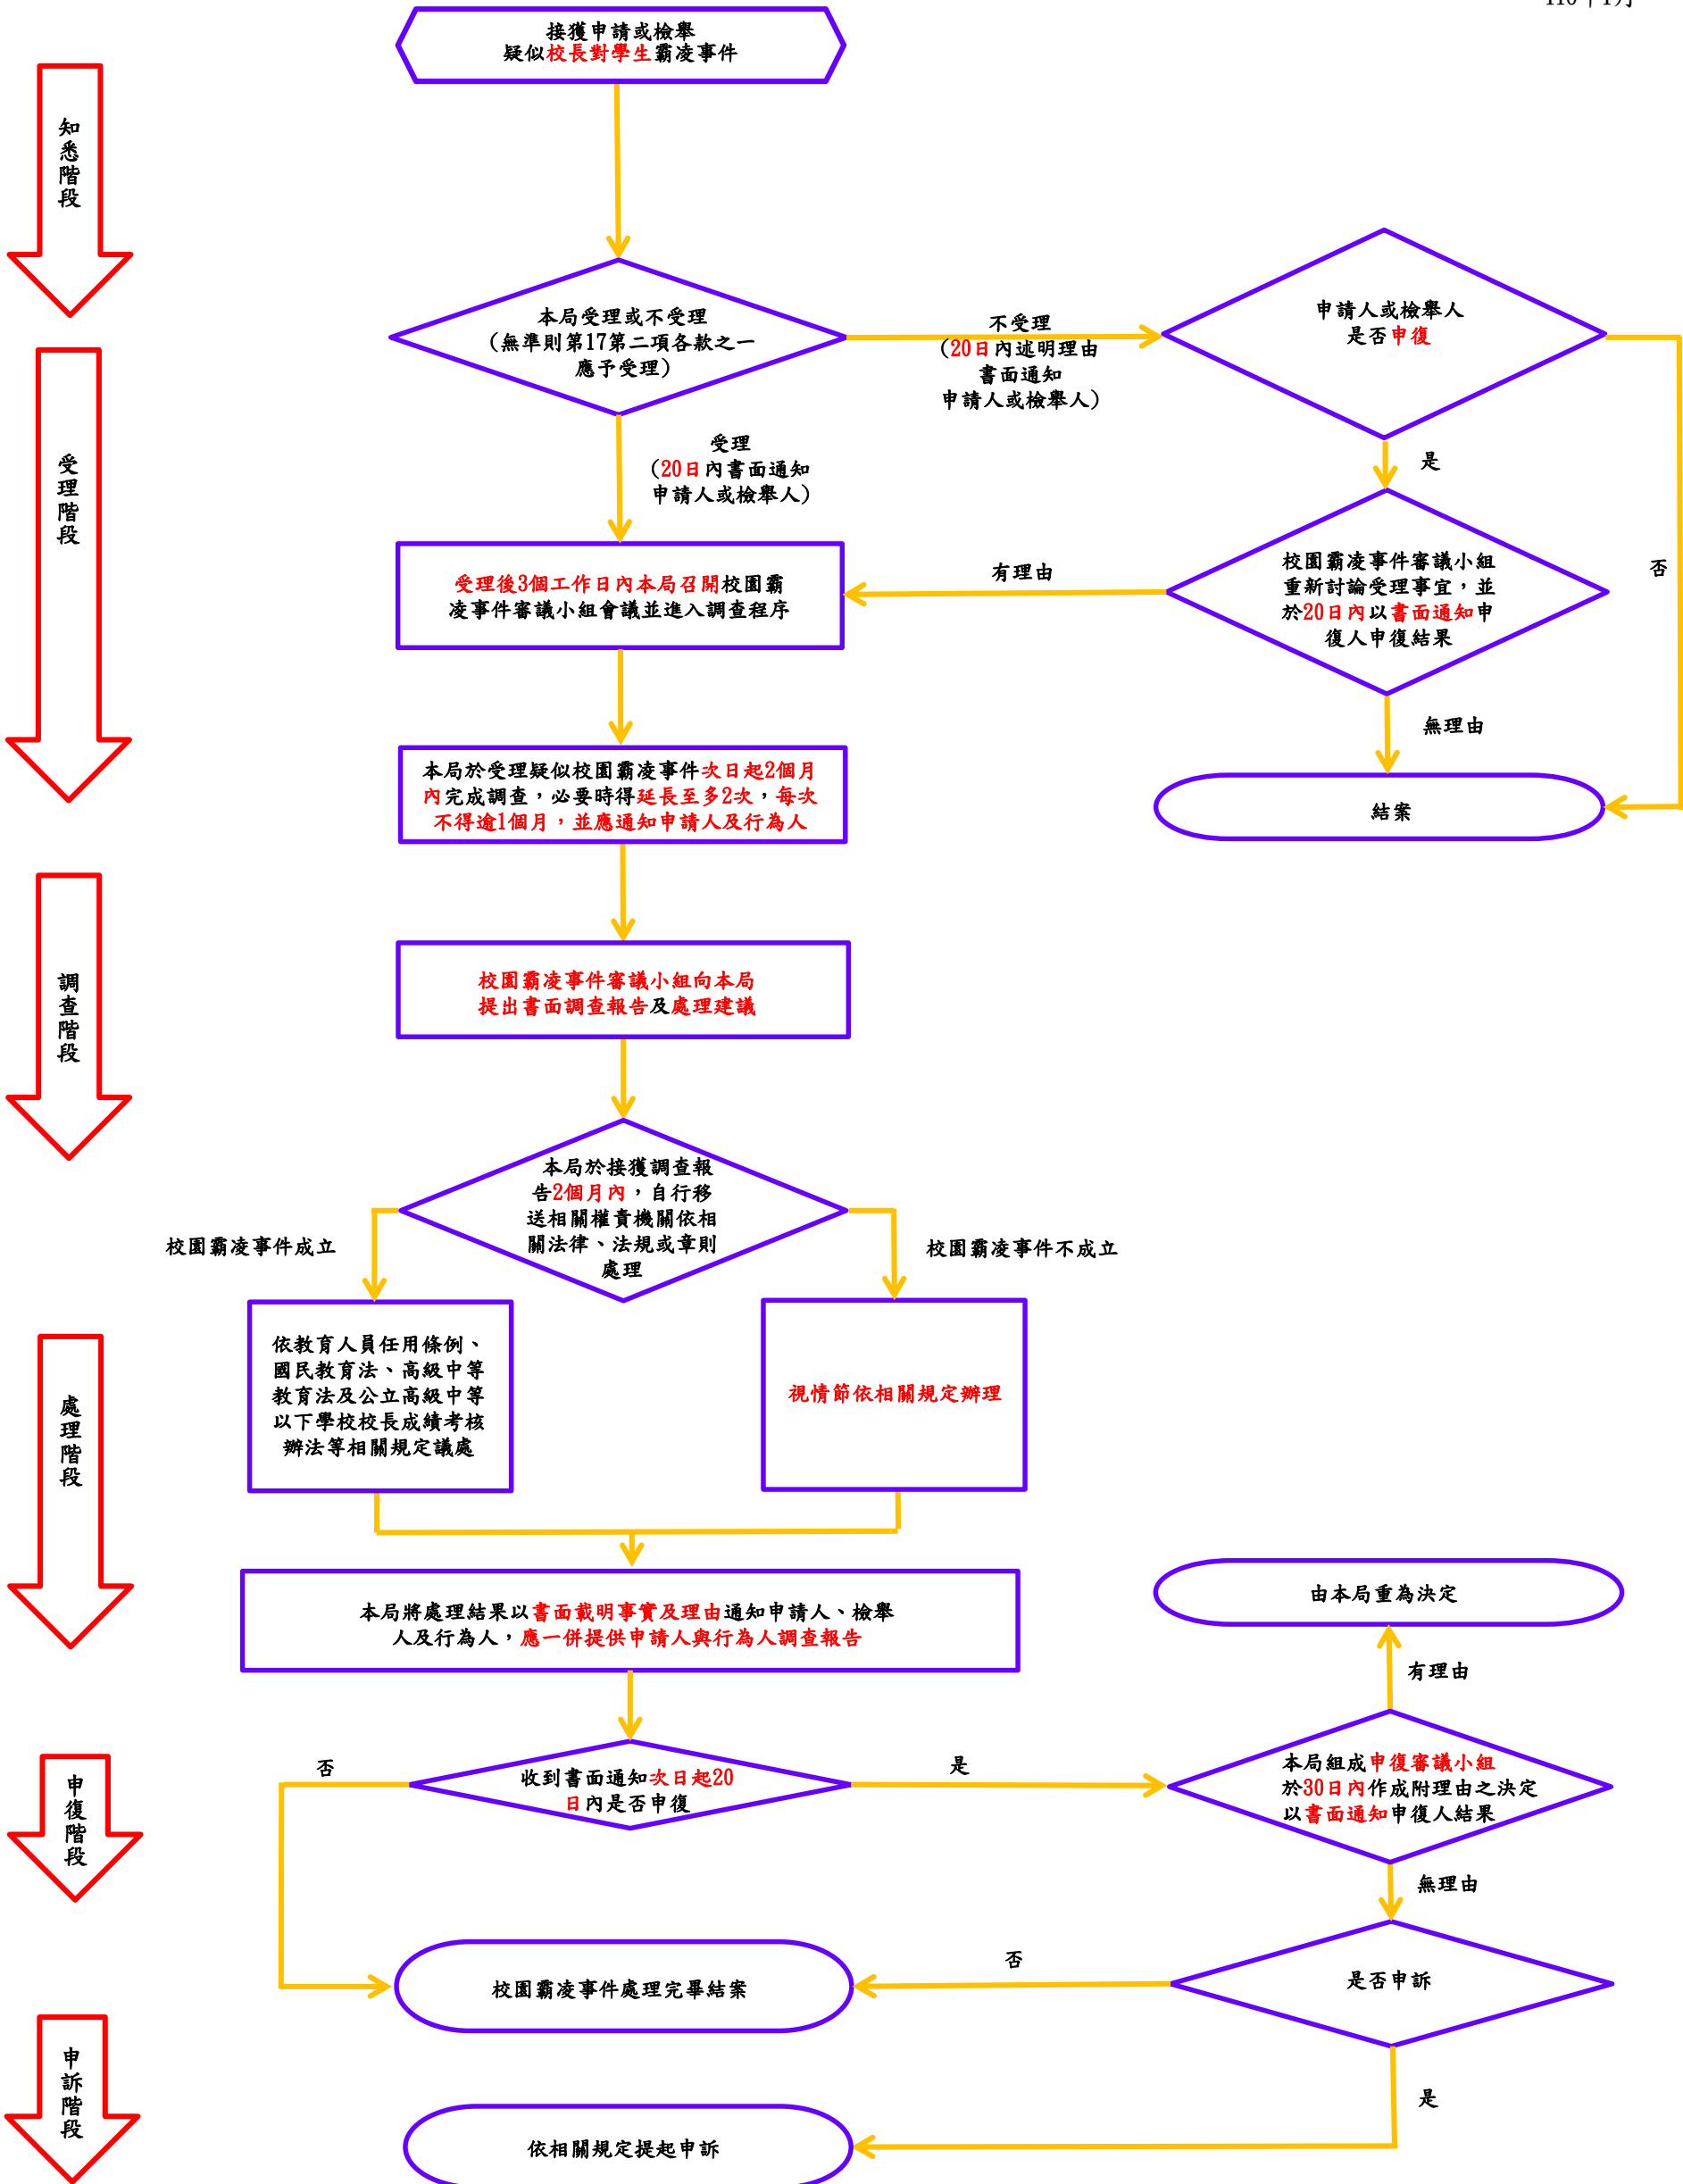 接獲申請或檢舉
疑似校長對學生霸凌事件
知悉階段
本局受理或不受理
(無準則第17第二項各款之一
應予受理)
不受理
(20日內述明理由
書面通知
申請人或檢舉人)
申請人或檢舉人
是否申復
受理
(20日內書面通知
申請人或檢舉人)
是
受理階段
受理後3個工作日內本局召開校園霸
凌事件審議小組會議並進入調查程序
有理由
校園霸凌事件審議小組
重新討論受理事宜，並
於20日內以書面通知申
復人申復結果
否
無理由
本局於受理疑似校園霸凌事件次日起2個月
內完成調查，必要時得延長至多2次，每次
不得逾1個月，並應通知申請人及行為人
結案
調查階段
校園霸凌事件審議小組向本局
提出書面調查報告及處理建議
本局於接獲調查報
告2個月內，自行移
送相關權責機關依相
關法律、法規或章則
處理
校園霸凌事件成立
校園霸凌事件不成立
處理階段
依教育人員任用條例、
國民教育法、高級中等
教育法及公立高級中等
以下學校校長成績考核
辦法等相關規定議處
視情節依相關規定辦理
本局將處理結果以書面載明事實及理由通知申請人、檢舉
人及行為人，應一併提供申請人與行為人調查報告
由本局重為決定
有理由
申復階段
否
收到書面通知次日起20
日內是否申復
是
本局組成申復審議小組
於30日內作成附理由之決定
以書面通知申復人結果
無理由
校園霸凌事件處理完畢結案
否
是否申訴
申訴階段
是
依相關規定提起申訴